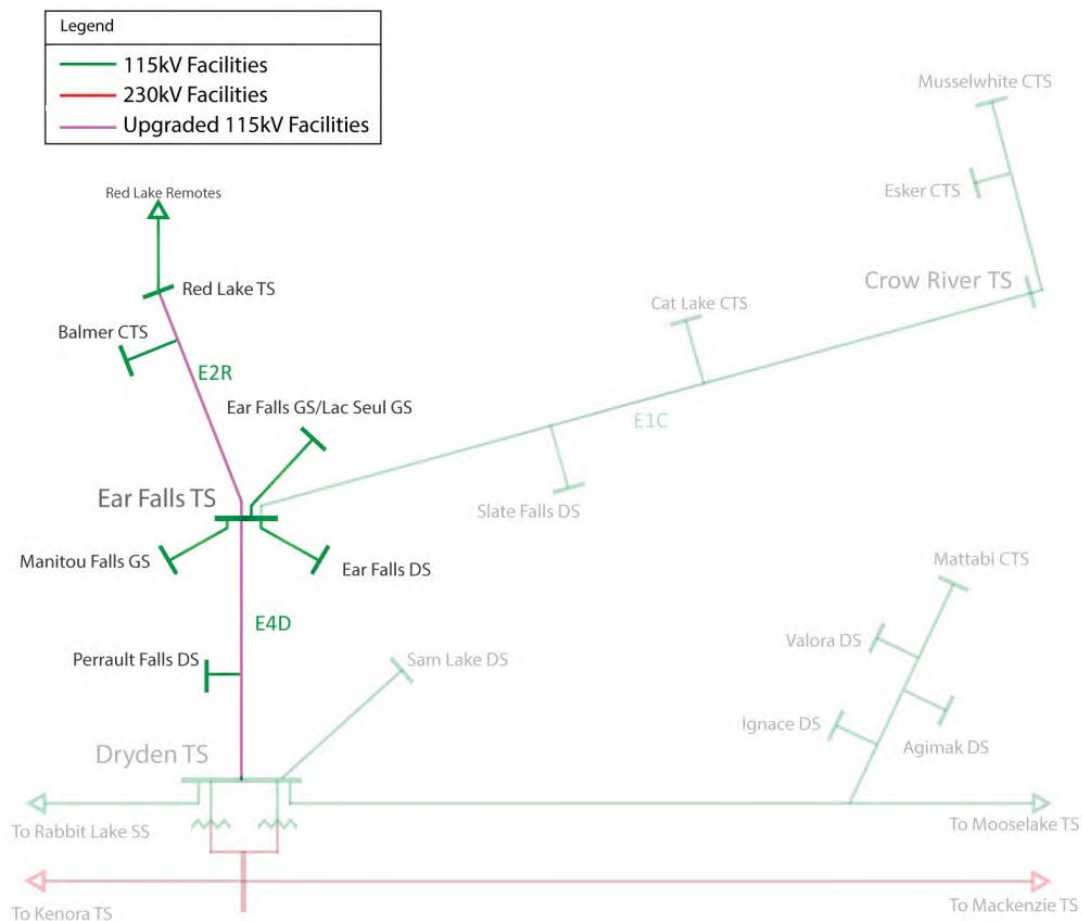 Legend
115kV Facilities
230kV Facilities
Upgraded 115kV Facilities
Musselwhite CTS
Esker CTS
Red Lake Remotes
Crow River TS
Red Lake TS
Cat Lake CTS
Balmer CTS
E2R
Ear Falls GS/Lac Seul GS
E1C
Ear Falls TS
Slate Falls DS
Manitou Falls GS
Ear Falls DS
Mattabi CTS
E4D
Valora DS
Perrault Falls DS
Sam Lake DS
Ignace DS
Agimak DS
Dryden TS
To Rabbit Lake SS
To Mooselake TS
To Kenora TS
To Mackenzie TS